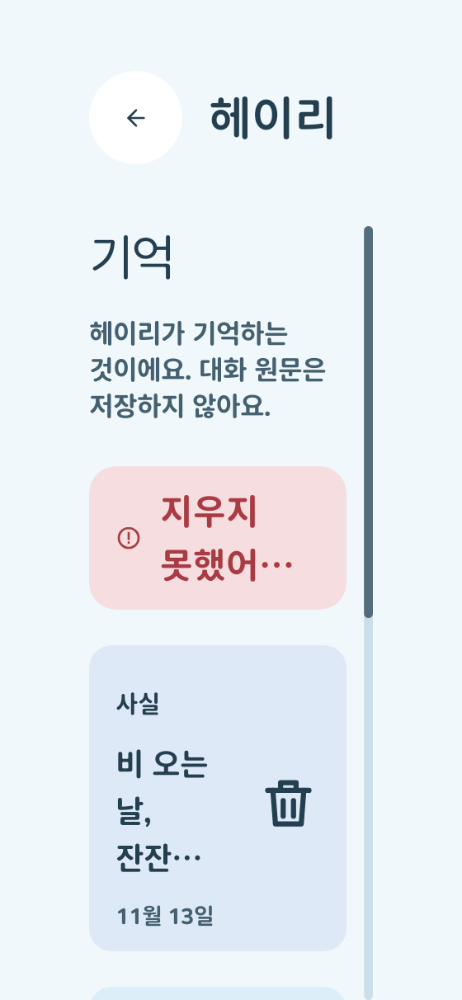 헤이리
기억
헤이리가 기억하는
것이에요. 대화 원문은
저장하지 않아요.
지우지
못했어…
사실
비 오는
날,
잔잔…
11월 13일